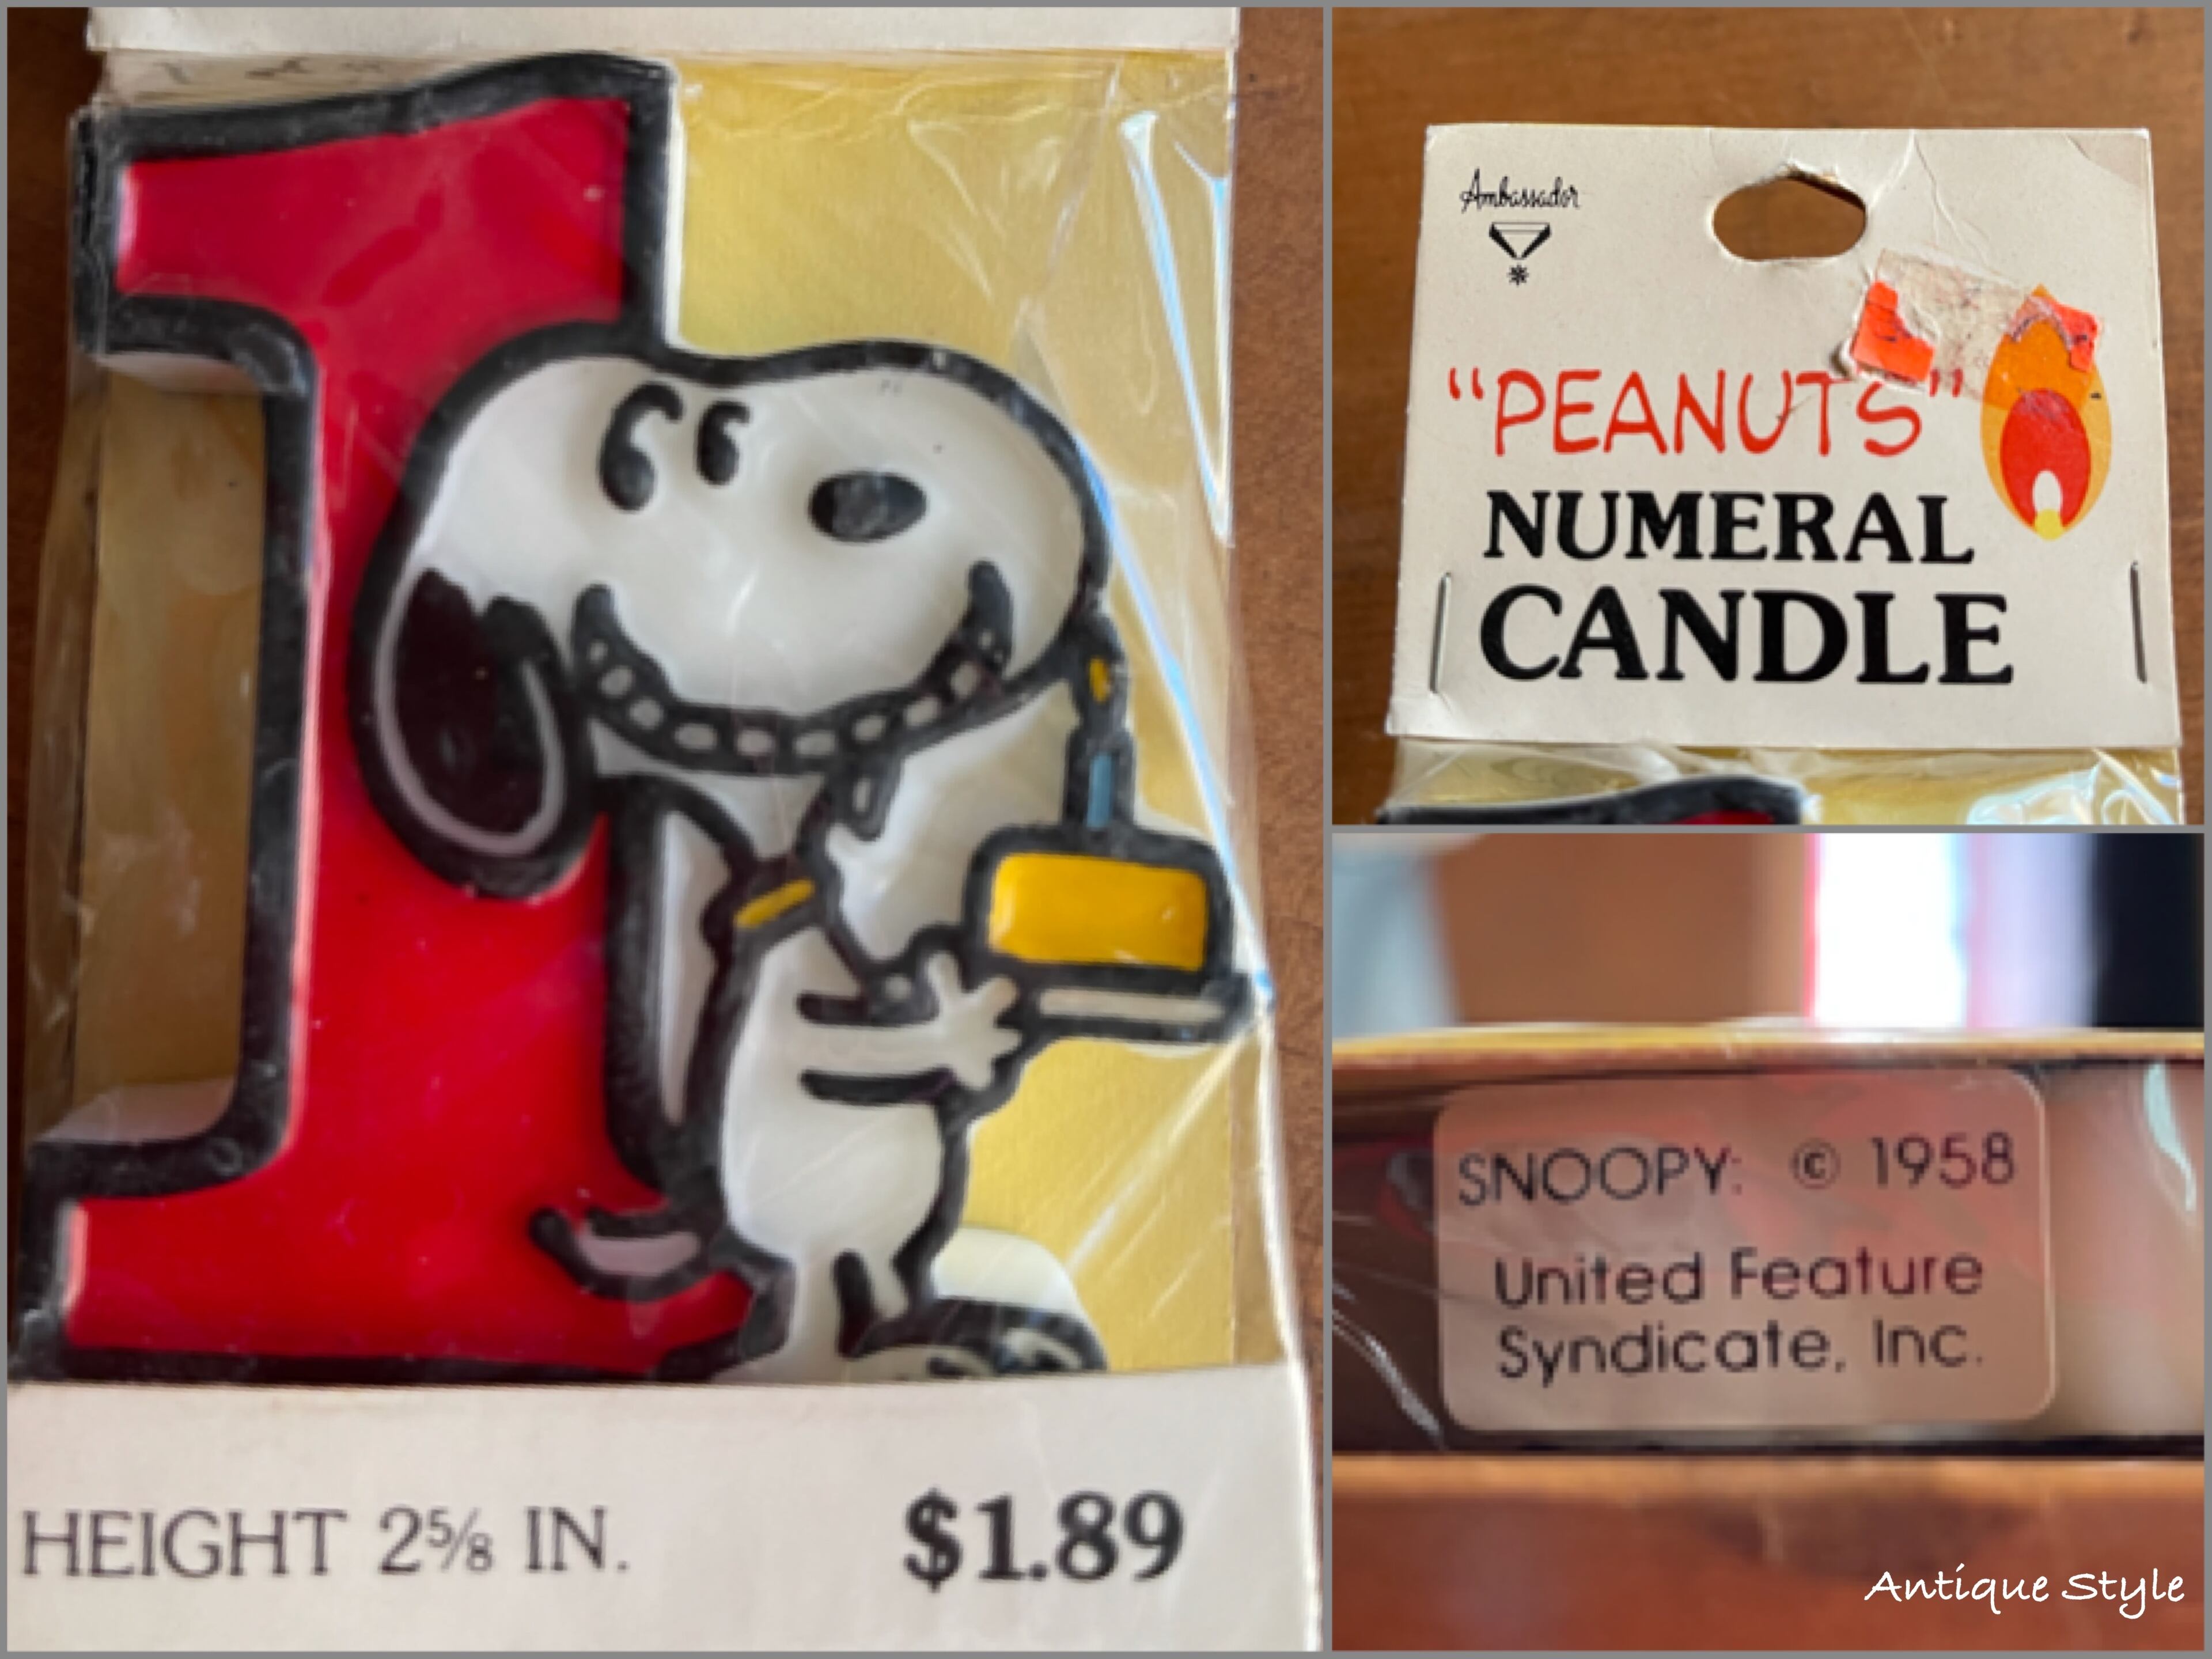 HEIGHT 2⅝ IN.
$1.89
Ambassador
"PEANUTS"
NUMERAL
CANDLE
SNOOPY: © 1958
United Feature
Syndicate, Inc.
Antique Style